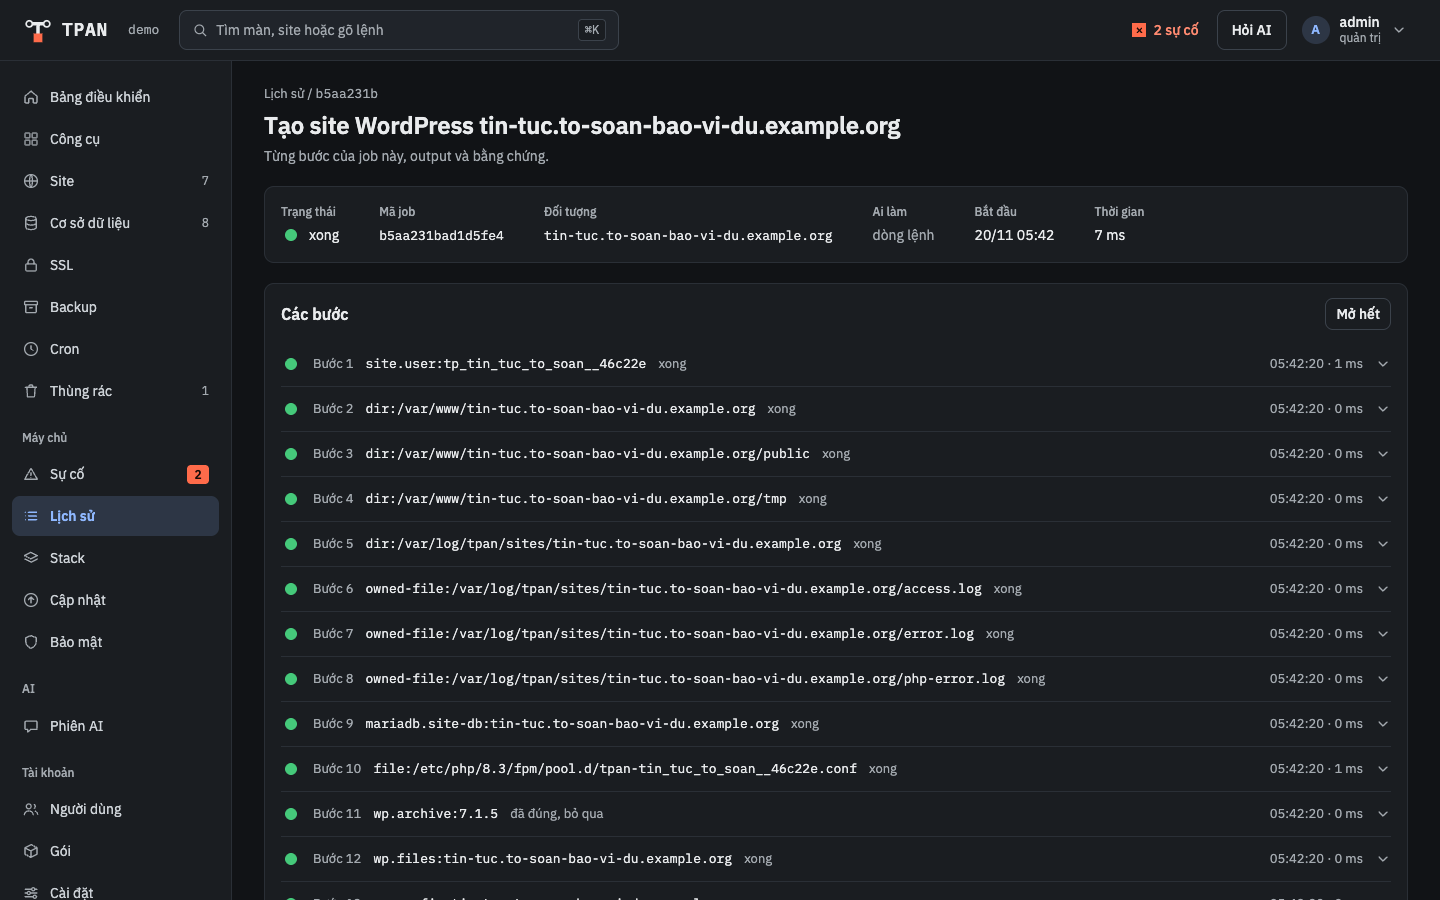 TPAN demo
Tìm màn, site hoặc gõ lệnh ⌘K
2 sự cố
Hỏi AI
A
admin
quản trị
Bảng điều khiển
Công cụ
Site 7
Cơ sở dữ liệu 8
SSL
Backup
Cron
Thùng rác 1
Máy chủ
Sự cố 2
Lịch sử
Stack
Cập nhật
Bảo mật
AI
Phiên AI
Tài khoản
Người dùng
Gói
Cài đặt
Lịch sử / b5aa231b
Tạo site WordPress tin-tuc.to-soan-bao-vi-du.example.org
Từng bước của job này, output và bằng chứng.
Trạng thái Mã job Đối tượng Ai làm Bắt đầu Thời gian
xong b5aa231bad1d5fe4 tin-tuc.to-soan-bao-vi-du.example.org dòng lệnh 20/11 05:42 7 ms
Các bước Mở hết
Bước 1 site.user:tp_tin_tuc_to_soan__46c22e xong 05:42:20 · 1 ms
Bước 2 dir:/var/www/tin-tuc.to-soan-bao-vi-du.example.org xong 05:42:20 · 0 ms
Bước 3 dir:/var/www/tin-tuc.to-soan-bao-vi-du.example.org/public xong 05:42:20 · 0 ms
Bước 4 dir:/var/www/tin-tuc.to-soan-bao-vi-du.example.org/tmp xong 05:42:20 · 0 ms
Bước 5 dir:/var/log/tpan/sites/tin-tuc.to-soan-bao-vi-du.example.org xong 05:42:20 · 0 ms
Bước 6 owned-file:/var/log/tpan/sites/tin-tuc.to-soan-bao-vi-du.example.org/access.log xong 05:42:20 · 0 ms
Bước 7 owned-file:/var/log/tpan/sites/tin-tuc.to-soan-bao-vi-du.example.org/error.log xong 05:42:20 · 0 ms
Bước 8 owned-file:/var/log/tpan/sites/tin-tuc.to-soan-bao-vi-du.example.org/php-error.log xong 05:42:20 · 0 ms
Bước 9 mariadb.site-db:tin-tuc.to-soan-bao-vi-du.example.org xong 05:42:20 · 0 ms
Bước 10 file:/etc/php/8.3/fpm/pool.d/tpan-tin_tuc_to_soan__46c22e.conf xong 05:42:20 · 1 ms
Bước 11 wp.archive:7.1.5 đã đúng, bỏ qua 05:42:20 · 0 ms
Bước 12 wp.files:tin-tuc.to-soan-bao-vi-du.example.org xong 05:42:20 · 0 ms